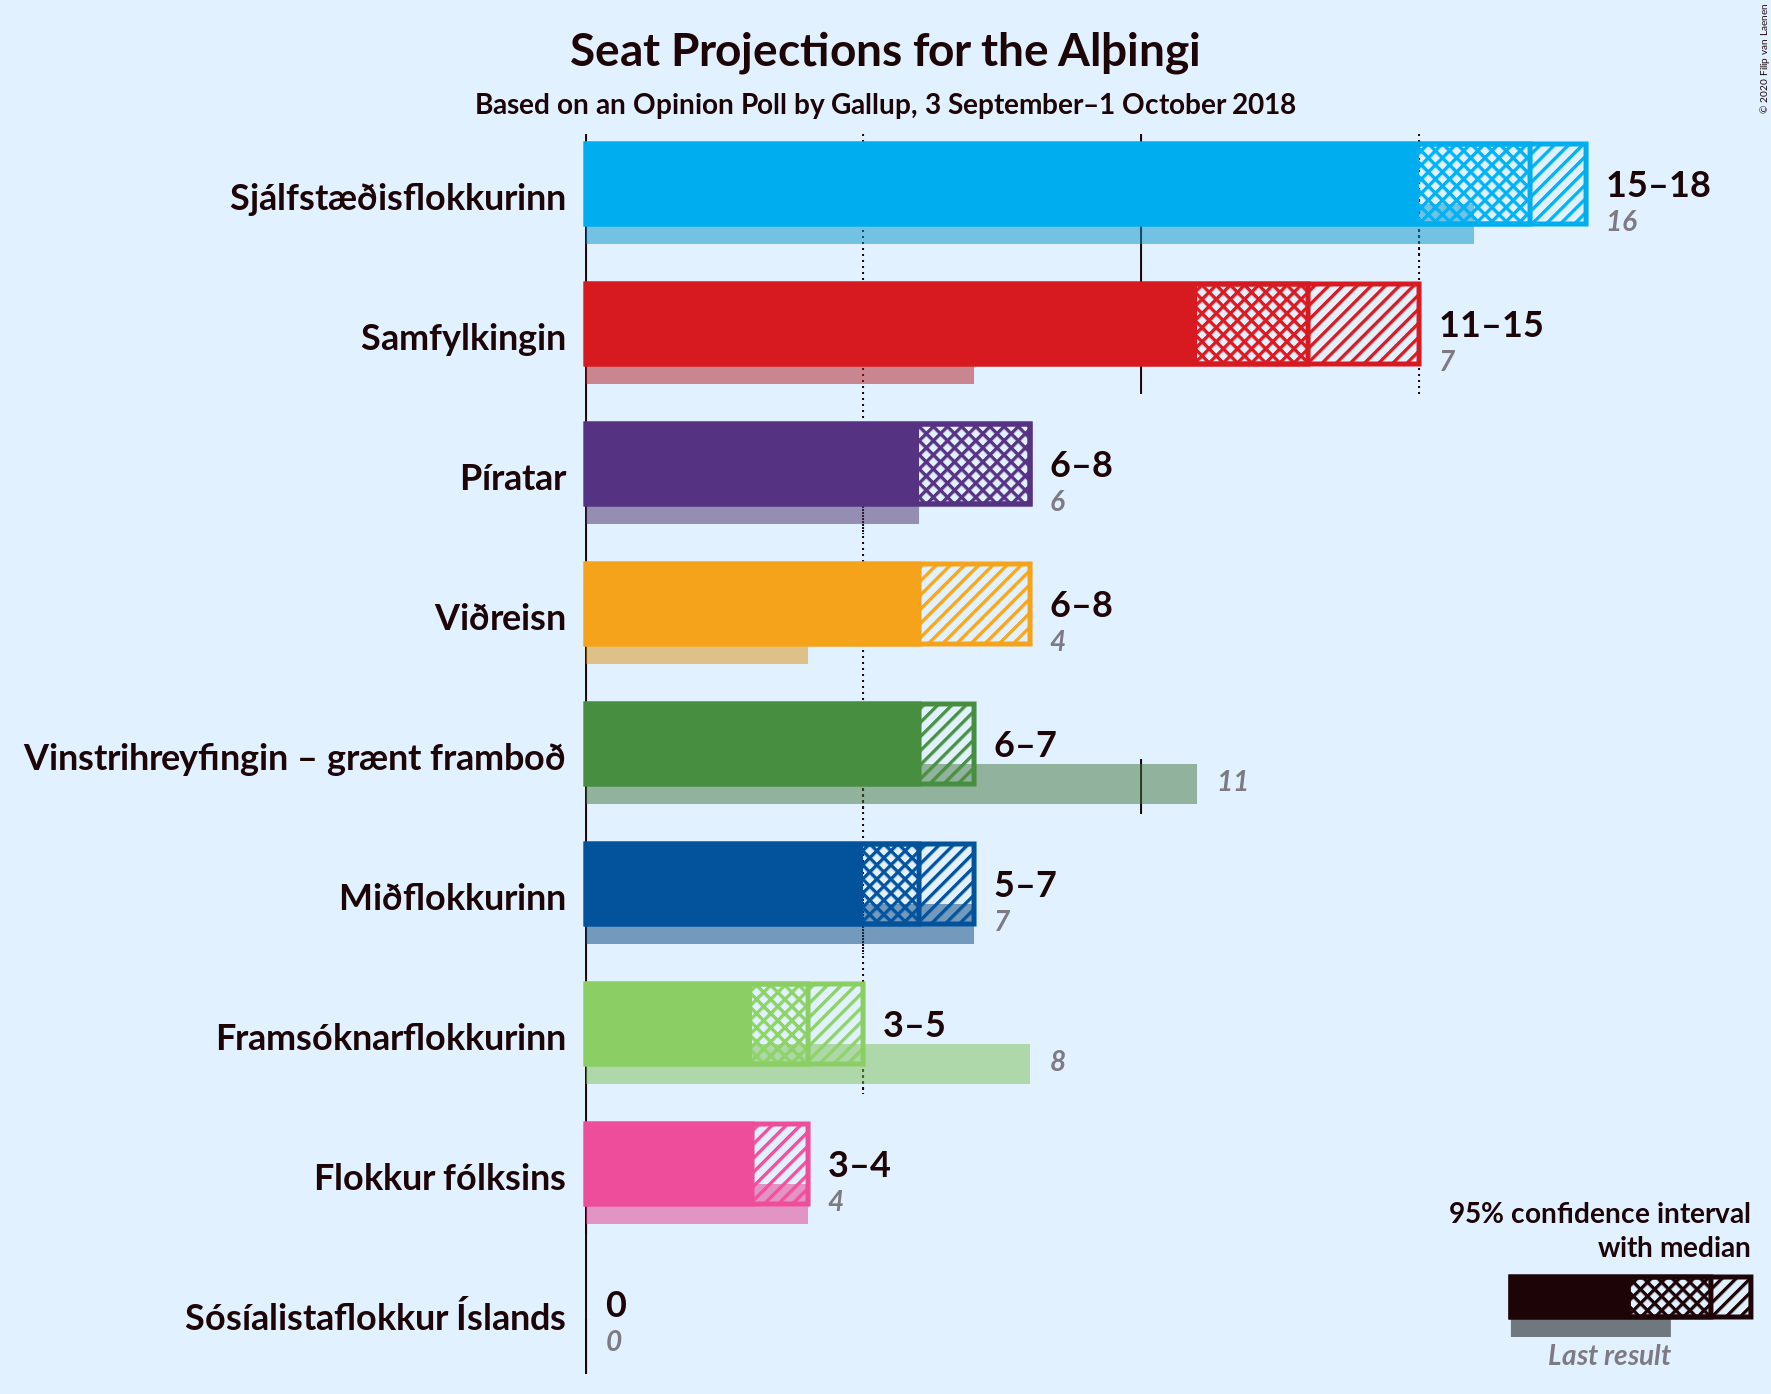 Seat Projections for the Alþingi
Based on an Opinion Poll by Gallup, 3 September–1 October 2018
© 2020 Filip van Laenen
Sjálfstæðisflokkurinn
15–18
16
Samfylkingin
11–15
7
Píratar
6–8
6
Viðreisn
6–8
4
Vinstrihreyfingin – grænt framboð
6–7
11
Miðflokkurinn
5–7
7
Framsóknarflokkurinn
3–5
8
Flokkur fólksins
3–4
4
Sósíalistaflokkur Íslands
0
0
95% confidence interval
with median
Last result